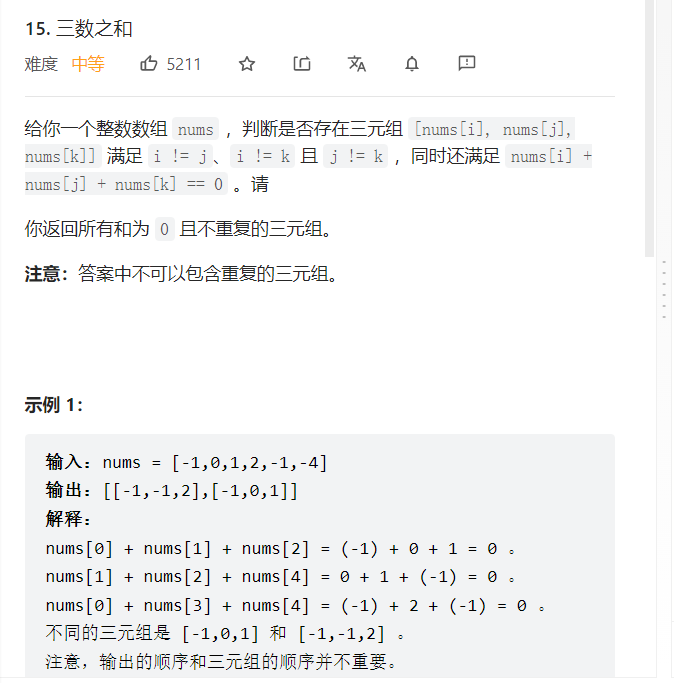 15. 三数之和
难度 中等 5211
给你一个整数数组 nums ，判断是否存在三元组 [nums[i], nums[j],
nums[k]] 满足 i != j、i != k 且 j != k ，同时还满足 nums[i] +
nums[j] + nums[k] == 0 。请
你返回所有和为 0 且不重复的三元组。
注意：答案中不可以包含重复的三元组。
示例 1：
输入：nums = [-1,0,1,2,-1,-4]
输出：[[-1,-1,2],[-1,0,1]]
解释：
nums[0] + nums[1] + nums[2] = (-1) + 0 + 1 = 0 。
nums[1] + nums[2] + nums[4] = 0 + 1 + (-1) = 0 。
nums[0] + nums[3] + nums[4] = (-1) + 2 + (-1) = 0 。
不同的三元组是 [-1,0,1] 和 [-1,-1,2] 。
注意，输出的顺序和三元组的顺序并不重要。